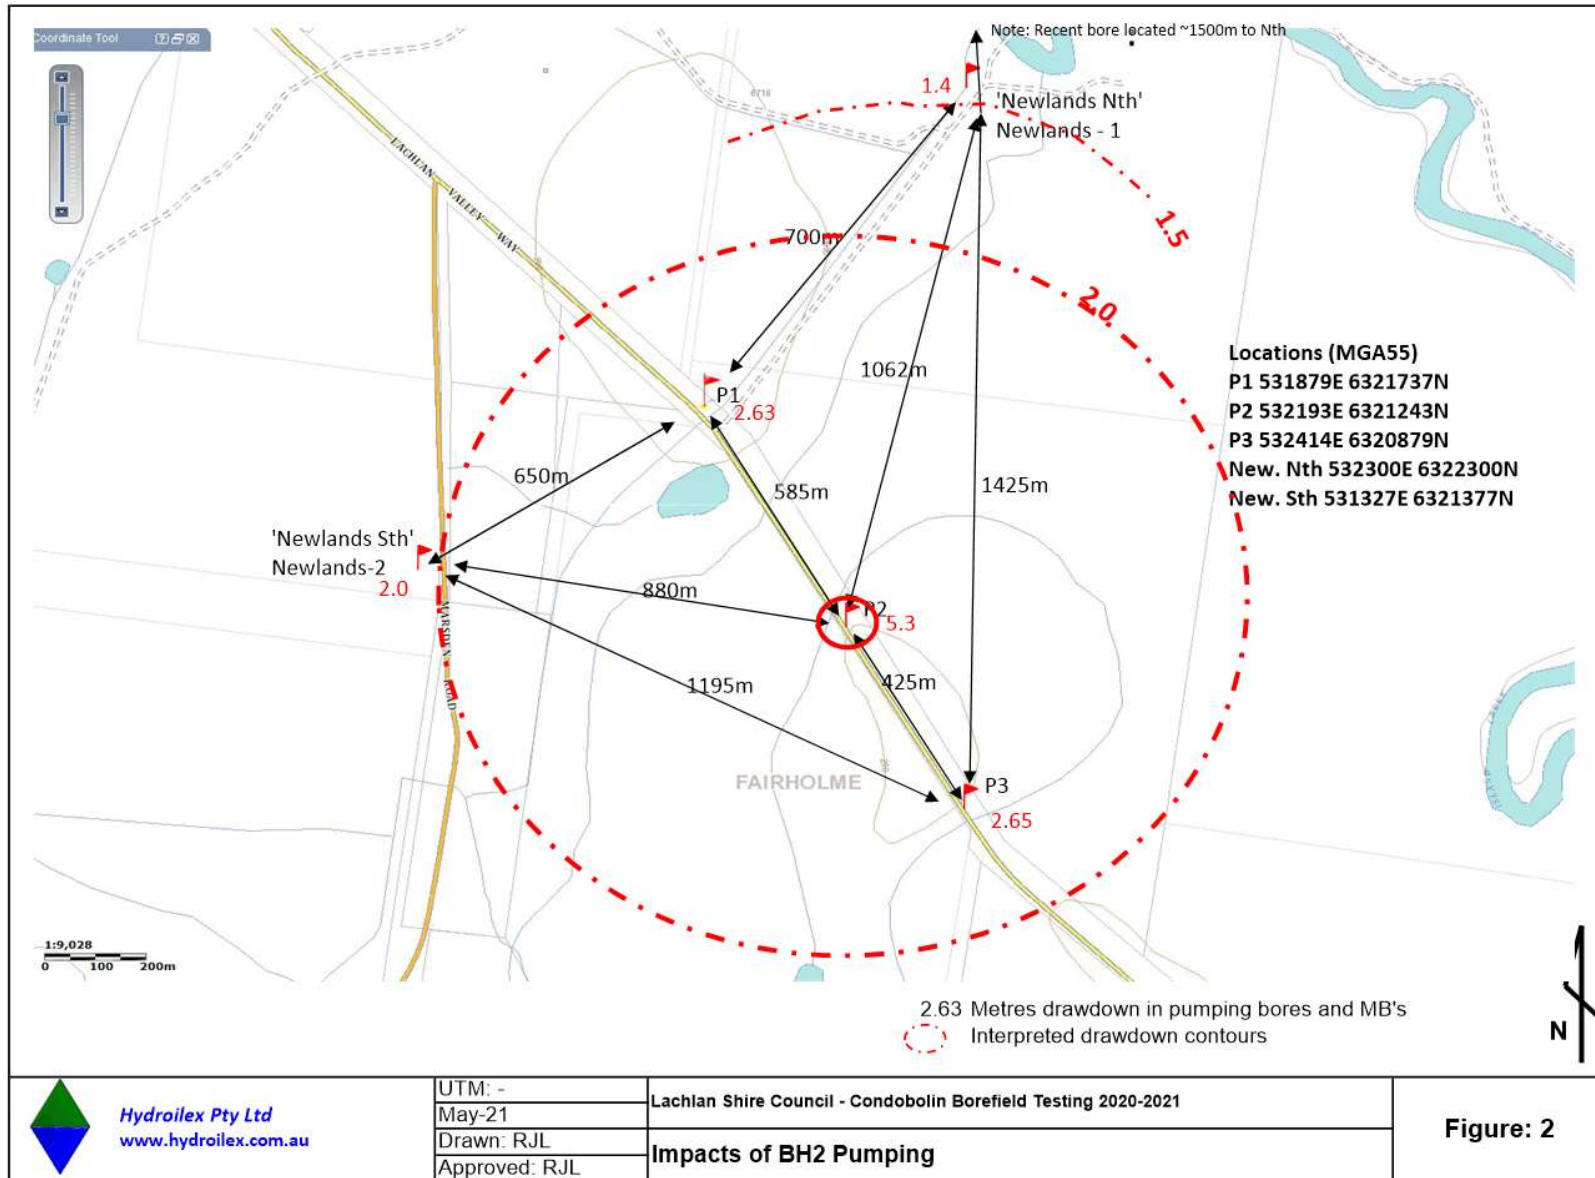 Coordinate Tool
Note: Recent bore located ~1500m to Nth
1.4
'Newlands Nth'
Newlands - 1
6718
LACHLAN
VALLEY
WAY
700m
1.5
2.0
1062m
Locations (MGA55)
P1 531879E 6321737N
P2 532193E 6321243N
P3 532414E 6320879N
New. Nth 532300E 6322300N
New. Sth 531327E 6321377N
P1
2.63
650m
585m
1425m
'Newlands Sth'
Newlands-2
2.0
880m
P2
5.3
MARSDEN
ROAD
1195m
425m
FAIRHOLME
P3
2.65
1:9,028
0 100 200m
2.63 Metres drawdown in pumping bores and MB's
Interpreted drawdown contours
N
Hydroilex Pty Ltd
www.hydroilex.com.au
UTM: -
May-21
Drawn: RJL
Approved: RJL
Lachlan Shire Council - Condobolin Borefield Testing 2020-2021
Impacts of BH2 Pumping
Figure: 2